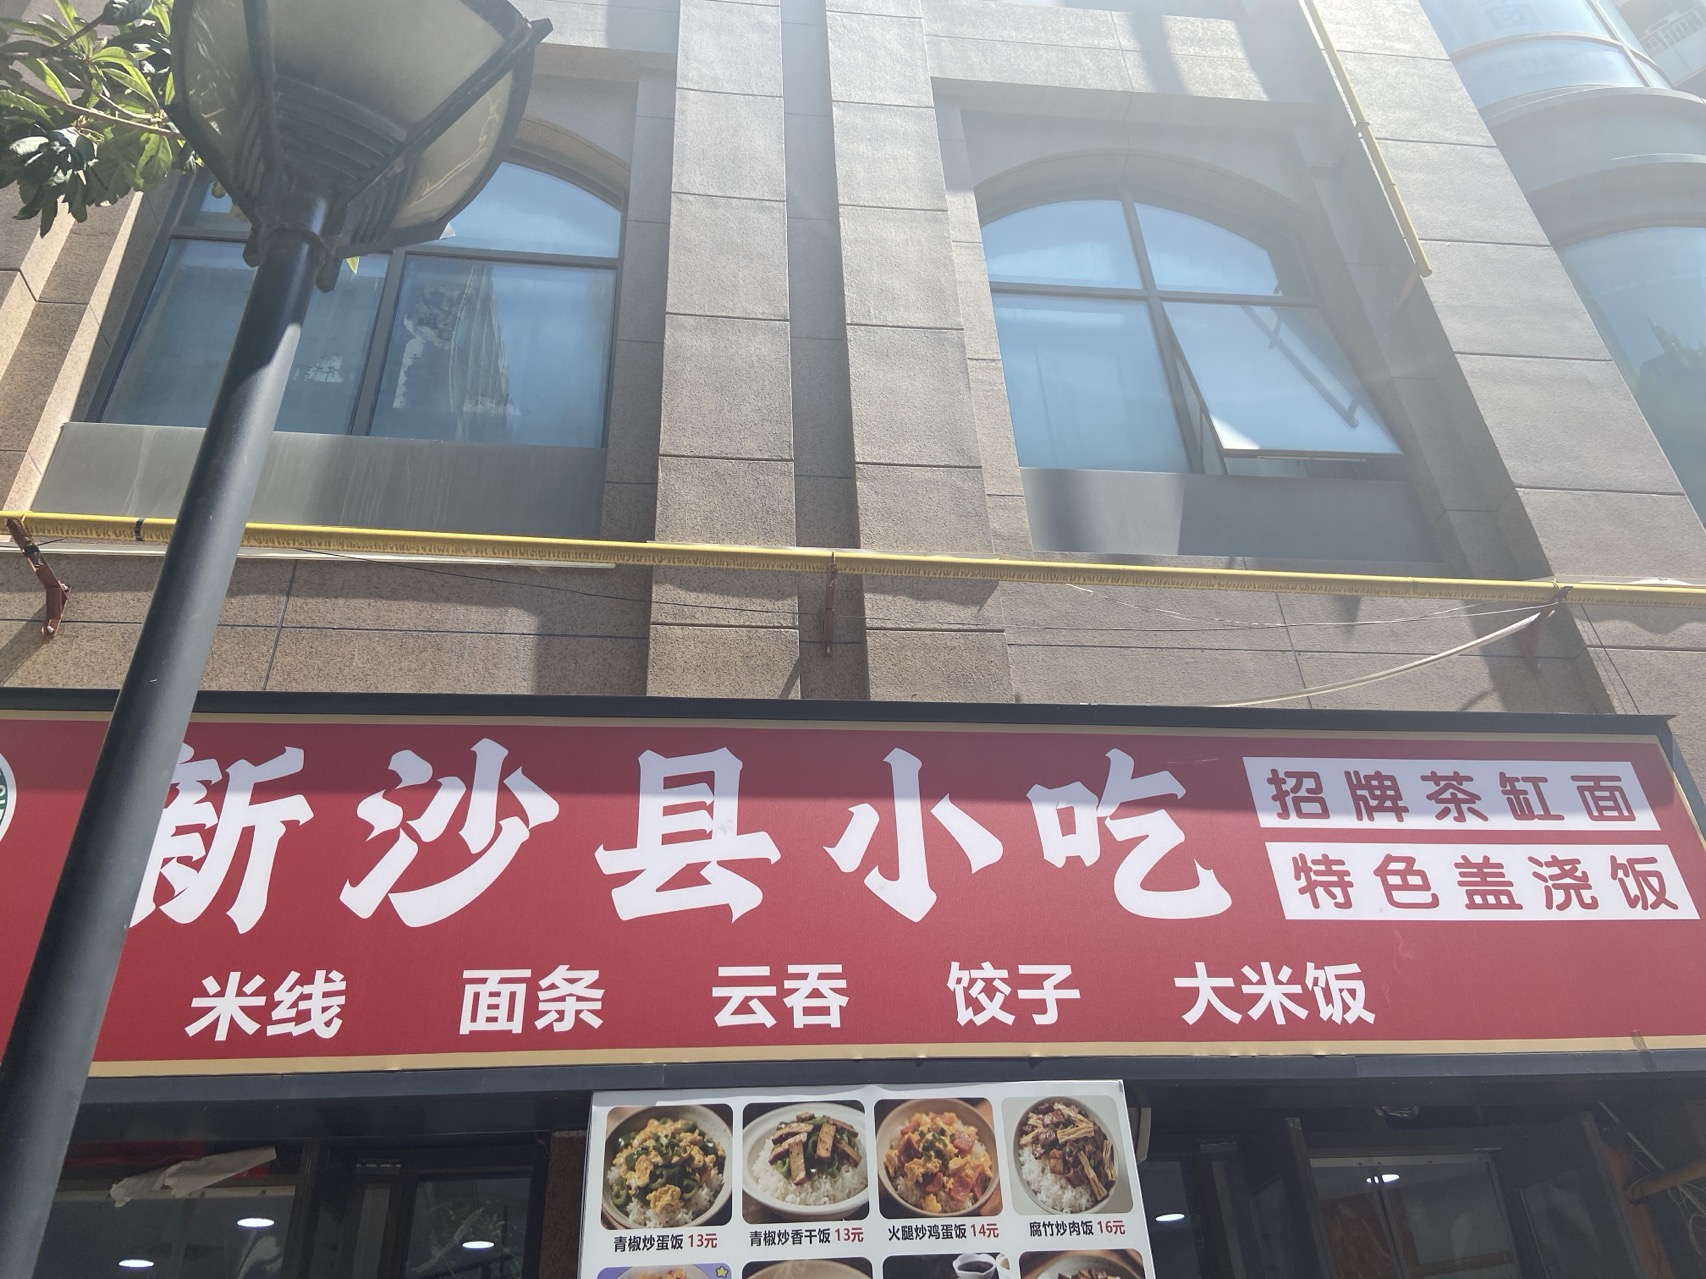 新沙县小吃
招牌茶缸面
特色盖浇饭
米线 面条 云吞 饺子 大米饭
青椒炒蛋饭 13元 青椒炒香干饭 13元 火腿炒鸡蛋饭 14元 腐竹炒肉饭 16元